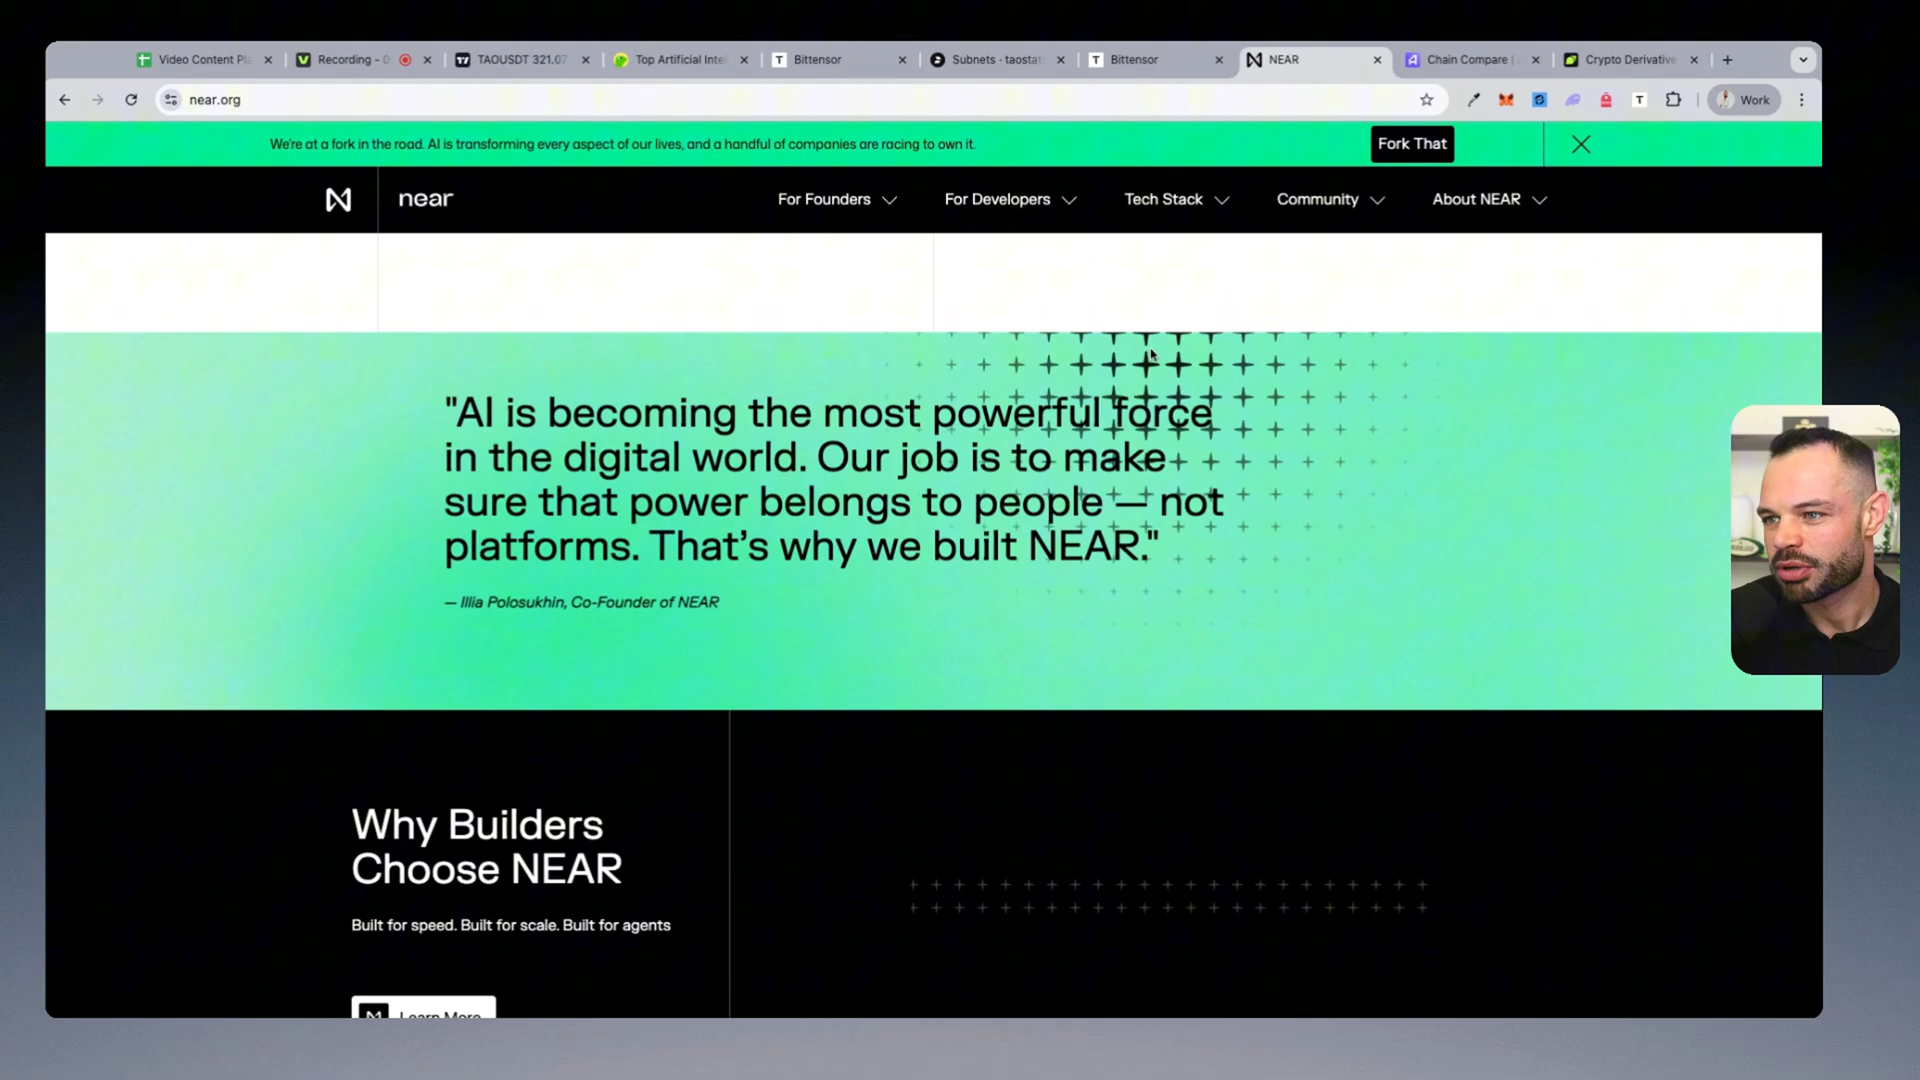 Video Content Pl
Recording - 0
TAOUSDT 321.07
Top Artificial Inte
Bittensor
Subnets · taostat
Bittensor
NEAR
Chain Compare | A
Crypto Derivative
near.org
Work
We're at a fork in the road. AI is transforming every aspect of our lives, and a handful of companies are racing to own it.
Fork That
near
For Founders
For Developers
Tech Stack
Community
About NEAR
"AI is becoming the most powerful force
in the digital world. Our job is to make
sure that power belongs to people — not
platforms. That's why we built NEAR."
— Illia Polosukhin, Co-Founder of NEAR
Why Builders
Choose NEAR
Built for speed. Built for scale. Built for agents
Learn More